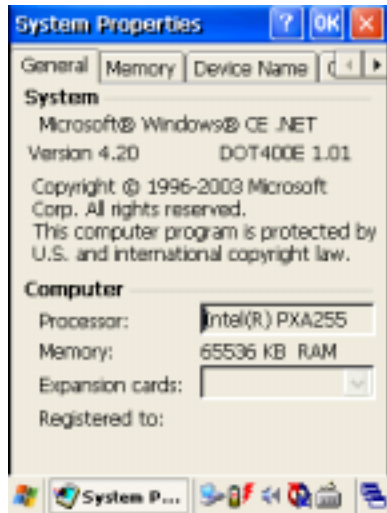 System Properties ? OK ×
General Memory Device Name
System
Microsoft® Windows® CE .NET
Version 4.20 DOT400E 1.01
Copyright © 1996-2003 Microsoft
Corp. All rights reserved.
This computer program is protected by
U.S. and international copyright law.
Computer
Processor: Intel(R) PXA255
Memory: 65536 KB RAM
Expansion cards:
Registered to:
System P...